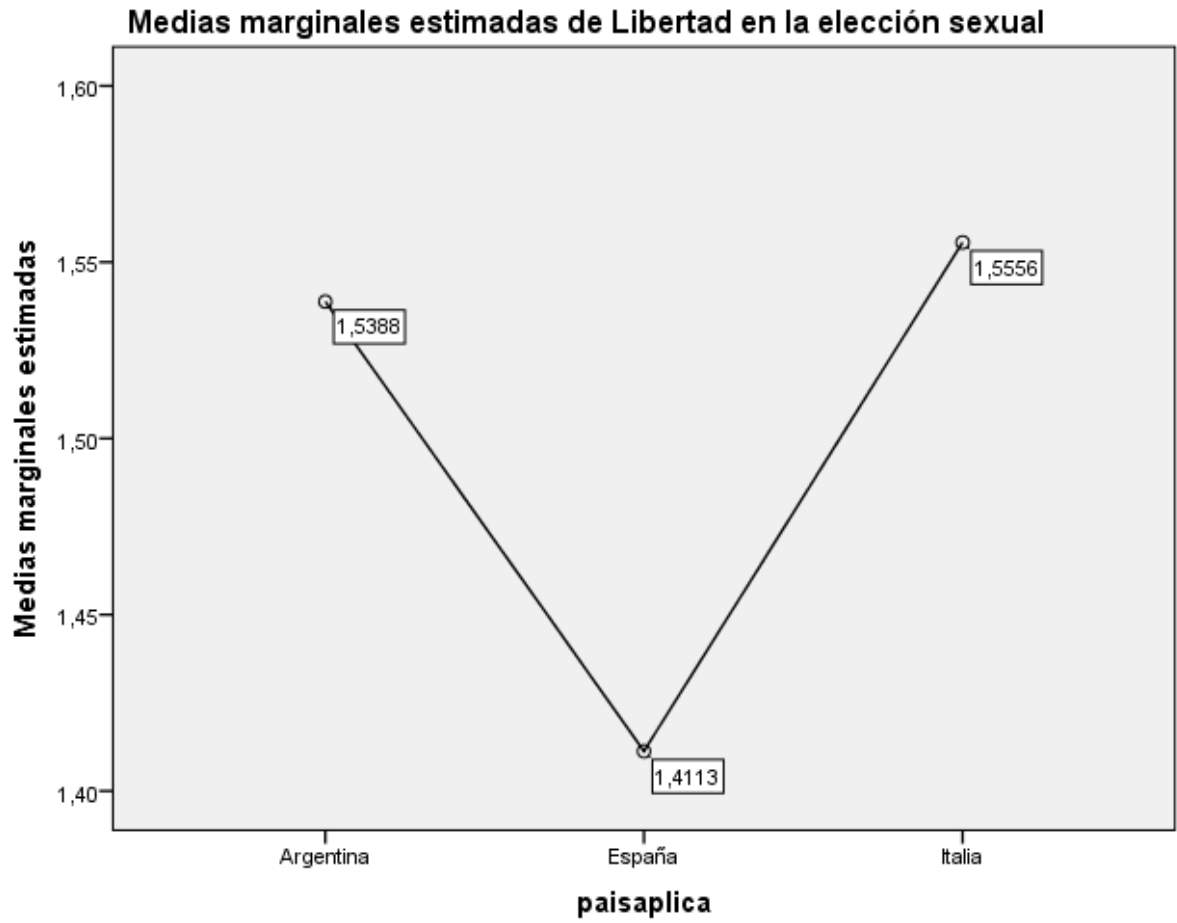 Medias marginales estimadas de Libertad en la elección sexual
Medias marginales estimadas
1,60
1,55
1,50
1,45
1,40
1,5388
1,4113
1,5556
Argentina
España
Italia
paisaplica